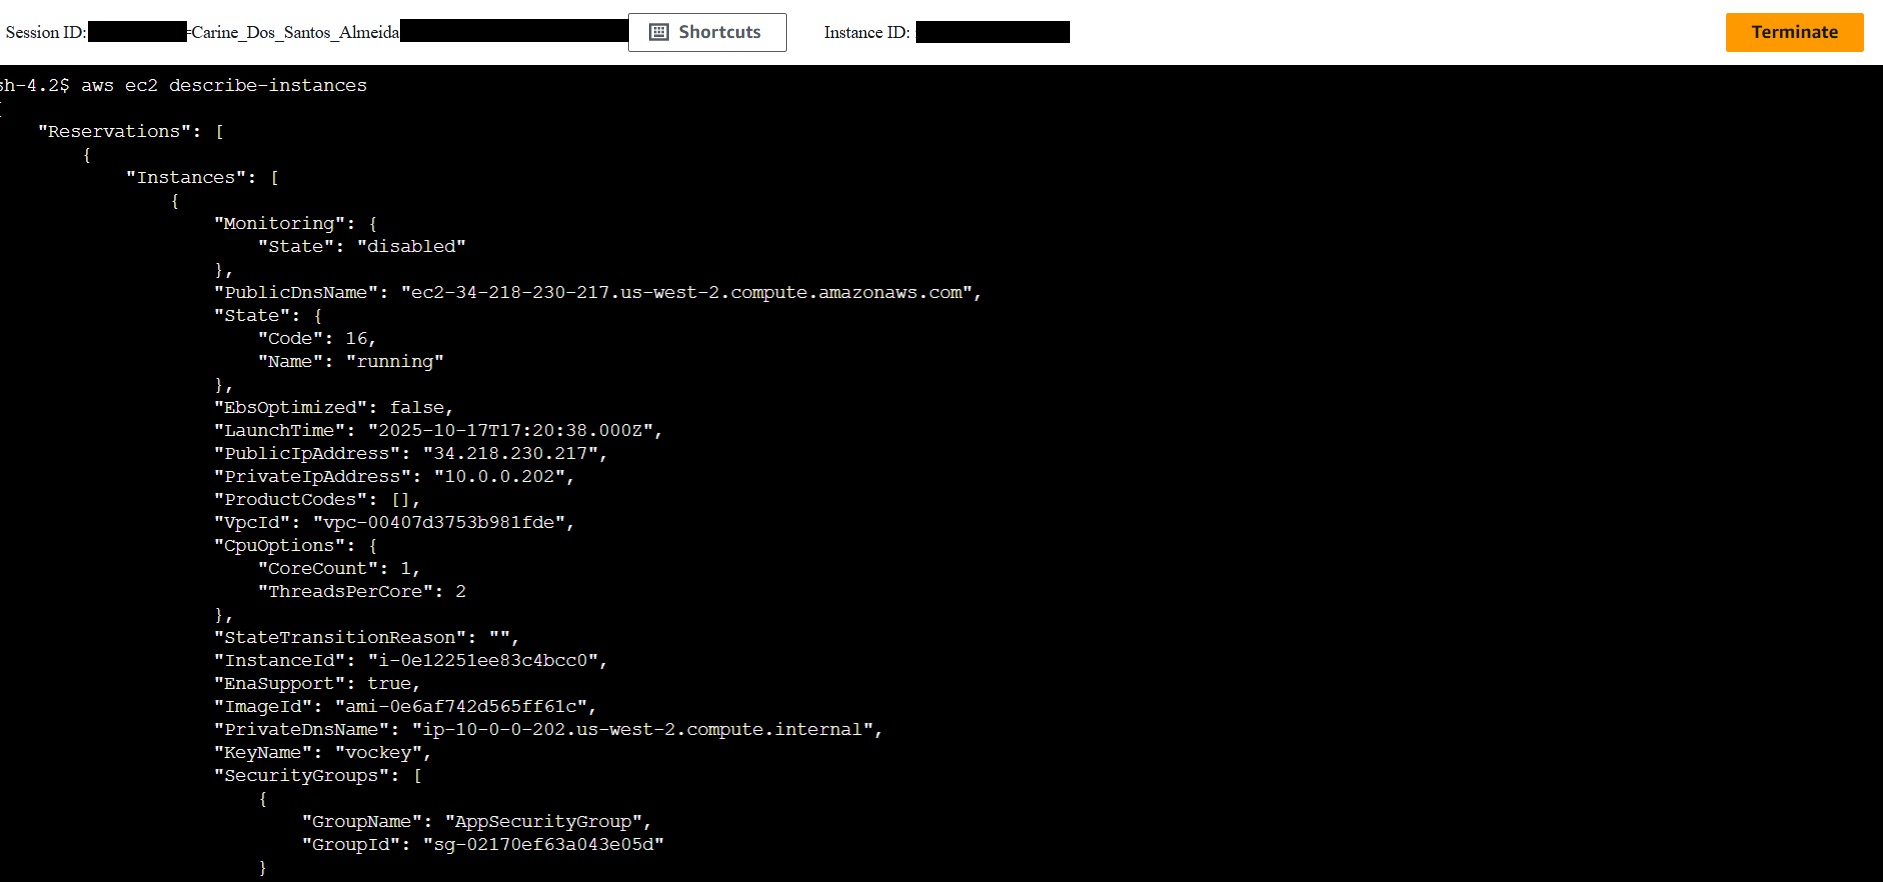 Session ID: =Carine_Dos_Santos_Almeida Shortcuts Instance ID: Terminate
sh-4.2$ aws ec2 describe-instances
{
"Reservations": [
{
"Instances": [
{
"Monitoring": {
"State": "disabled"
},
"PublicDnsName": "ec2-34-218-230-217.us-west-2.compute.amazonaws.com",
"State": {
"Code": 16,
"Name": "running"
},
"EbsOptimized": false,
"LaunchTime": "2025-10-17T17:20:38.000Z",
"PublicIpAddress": "34.218.230.217",
"PrivateIpAddress": "10.0.0.202",
"ProductCodes": [],
"VpcId": "vpc-00407d3753b981fde",
"CpuOptions": {
"CoreCount": 1,
"ThreadsPerCore": 2
},
"StateTransitionReason": "",
"InstanceId": "i-0e12251ee83c4bcc0",
"EnaSupport": true,
"ImageId": "ami-0e6af742d565ff61c",
"PrivateDnsName": "ip-10-0-0-202.us-west-2.compute.internal",
"KeyName": "vockey",
"SecurityGroups": [
{
"GroupName": "AppSecurityGroup",
"GroupId": "sg-02170ef63a043e05d"
}